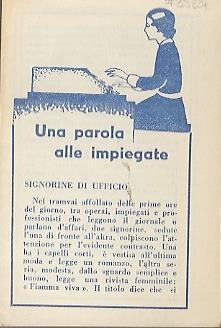 Una parola
alle impiegate
SIGNORINE DI UFFICIO
Nel tramvai affollato delle prime ore
del giorno, tra operai, impiegati e pro-
fessionisti che leggono il giornale o
parlano d'affari, due signorine, sedute
l'una di fronte all'altra, colpiscono l'at-
tenzione per l'evidente contrasto. Una
ha i capelli corti, è vestita all'ultima
moda e legge un romanzo, l'altra se-
ria, modesta, dallo sguardo semplice e
buono, legge una rivista femminile:
« Fiamma viva ». Il titolo dice che si